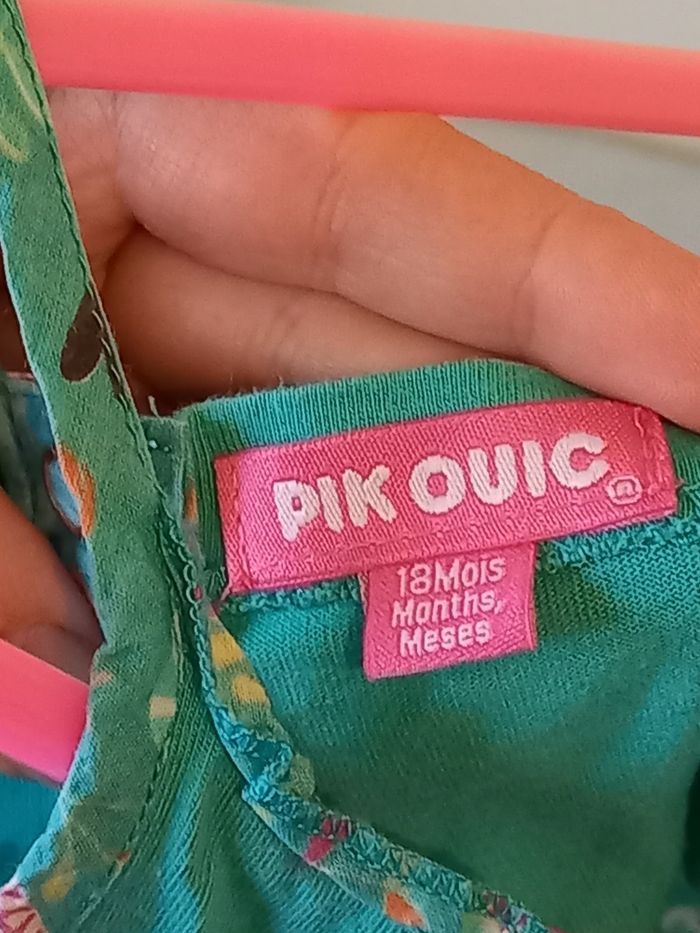 PIK OUIC®
18Mois
Months,
Meses